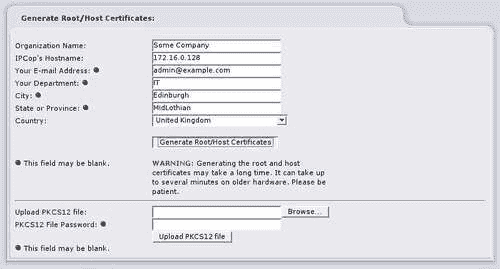 Generate Root/Host Certificates:
Organization Name: Some Company
IPCop's Hostname: 172.16.0.128
Your E-mail Address: admin@example.com
Your Department: IT
City: Edinburgh
State or Province: MidLothian
Country: United Kingdom
Generate Root/Host Certificates
This field may be blank.
WARNING: Generating the root and host
certificates may take a long time. It can take up
to several minutes on older hardware. Please be
patient.
Upload PKCS12 file: Browse...
PKCS12 File Password:
Upload PKCS12 file
This field may be blank.